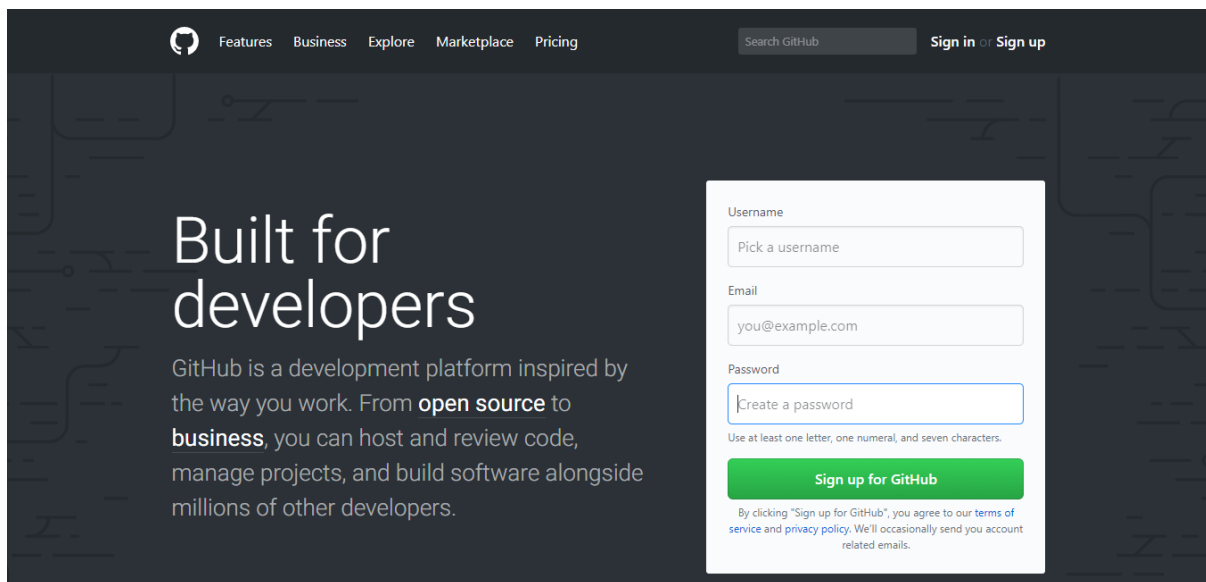 Features Business Explore Marketplace Pricing Search GitHub Sign in or Sign up
Built for
developers
GitHub is a development platform inspired by
the way you work. From open source to
business, you can host and review code,
manage projects, and build software alongside
millions of other developers.
Username
Pick a username
Email
you@example.com
Password
Create a password
Use at least one letter, one numeral, and seven characters.
Sign up for GitHub
By clicking "Sign up for GitHub", you agree to our terms of
service and privacy policy. We'll occasionally send you account
related emails.